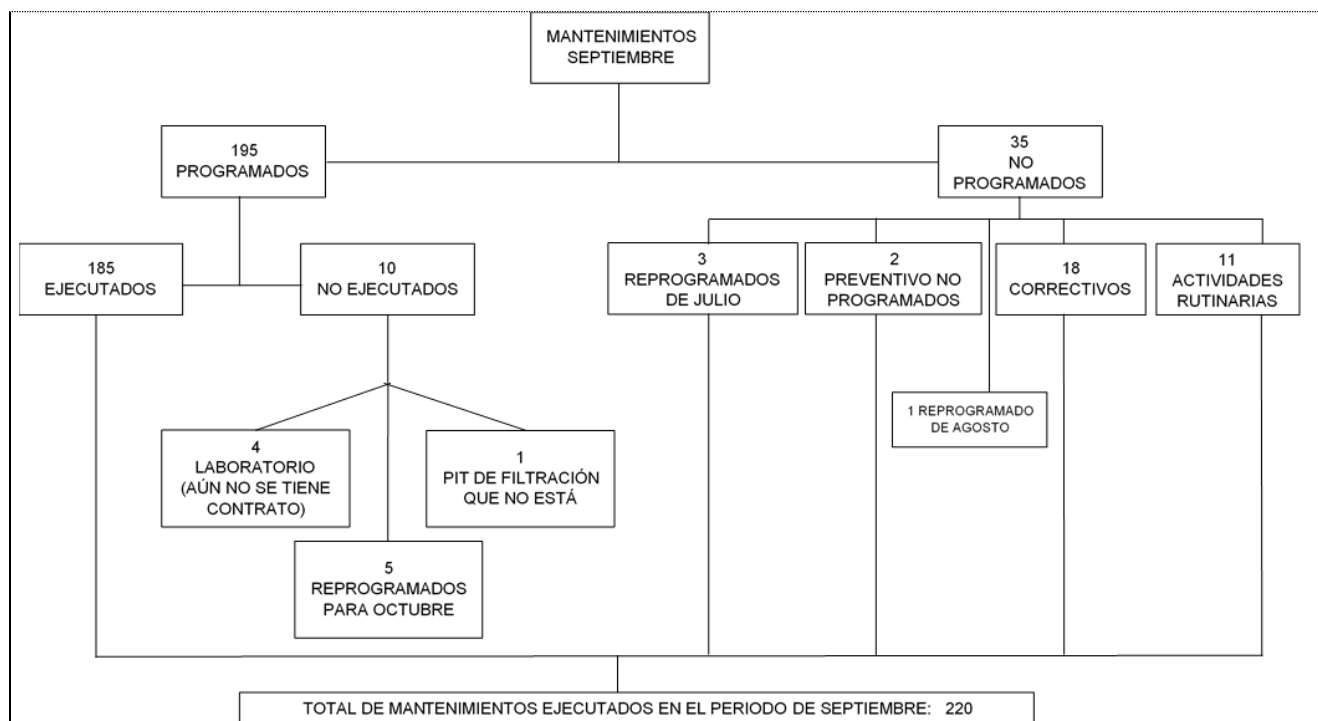 MANTENIMIENTOS
SEPTIEMBRE
195
PROGRAMADOS
35
NO
PROGRAMADOS
185
EJECUTADOS
10
NO EJECUTADOS
3
REPROGRAMADOS
DE JULIO
2
PREVENTIVO NO
PROGRAMADOS
18
CORRECTIVOS
11
ACTIVIDADES
RUTINARIAS
1 REPROGRAMADO
DE AGOSTO
4
LABORATORIO
(AÚN NO SE TIENE
CONTRATO)
1
PIT DE FILTRACIÓN
QUE NO ESTÁ
5
REPROGRAMADOS
PARA OCTUBRE
TOTAL DE MANTENIMIENTOS EJECUTADOS EN EL PERIODO DE SEPTIEMBRE: 220